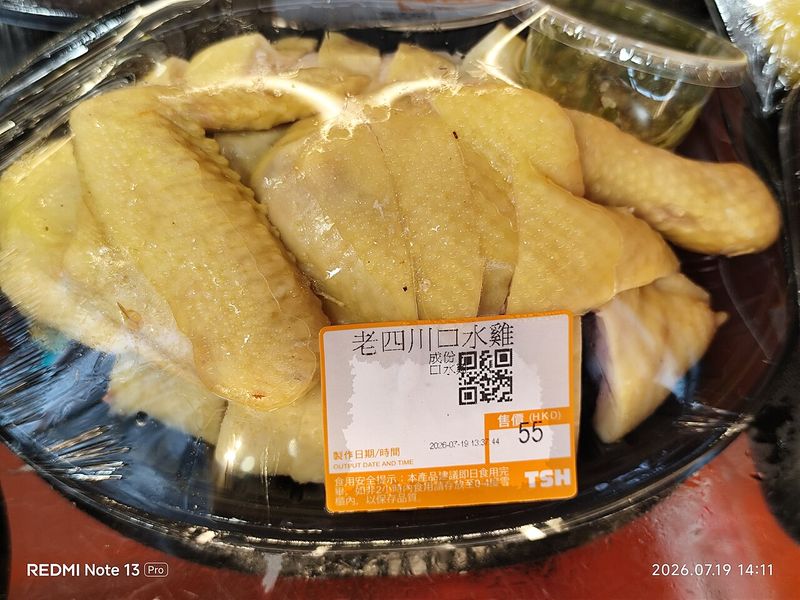 老四川口水雞
成份
口水雞
售價 (HKD)
55
製作日期/時間
OUTPUT DATE AND TIME
2026-07-19 13:37:44
TSH
食用安全提示：本產品建議即日食用完
畢，如非2小時內食用請存放至0-4度雪
櫃內，以保存品質
REDMI Note 13 Pro
2026.07.19 14:11